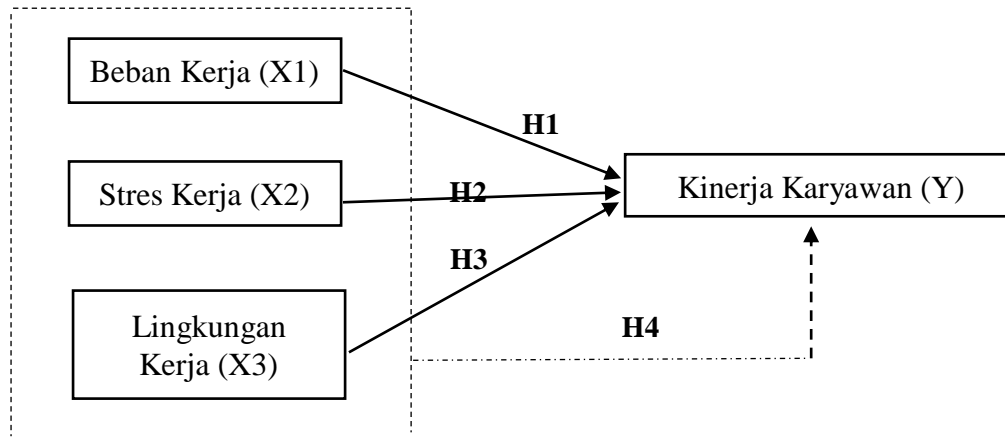 Beban Kerja (X1)
H1
Stres Kerja (X2)
H2
Kinerja Karyawan (Y)
H3
Lingkungan
Kerja (X3)
H4